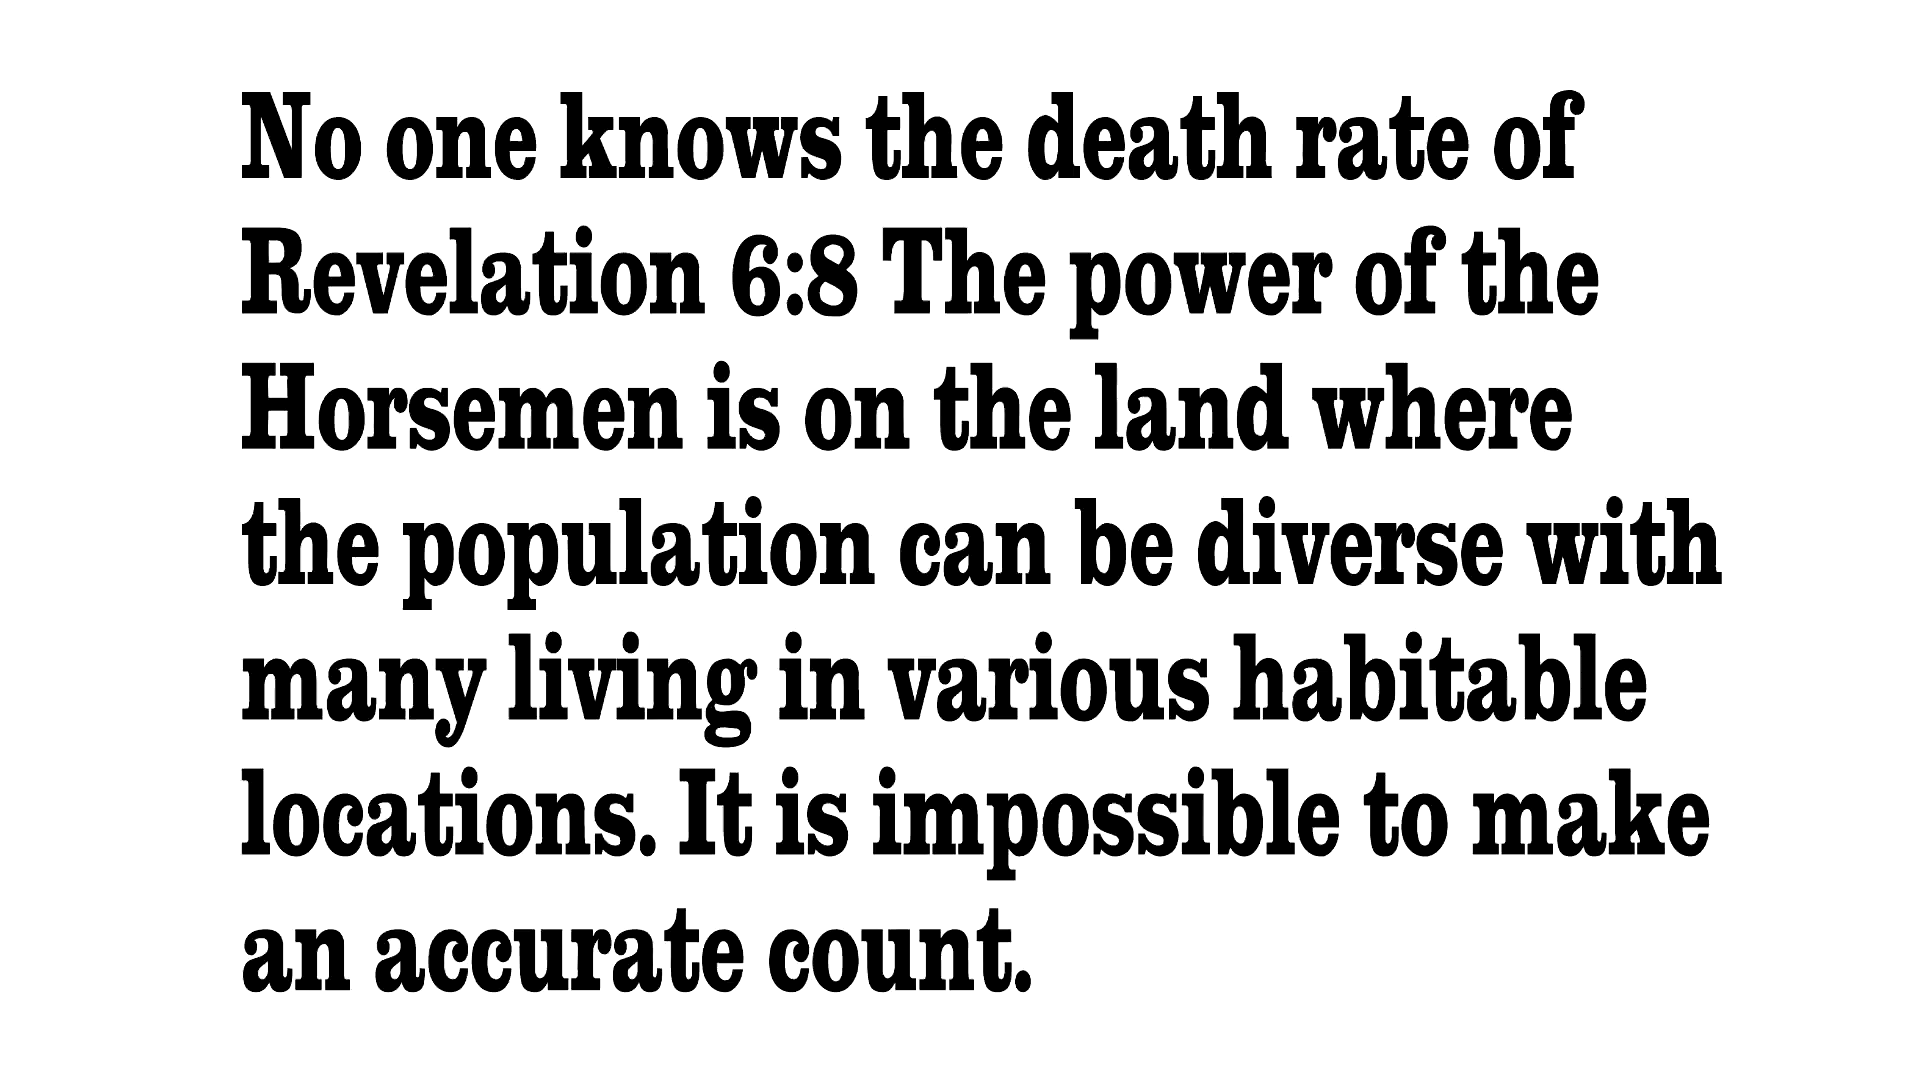 No one knows the death rate of
Revelation 6:8 The power of the
Horsemen is on the land where
the population can be diverse with
many living in various habitable
locations. It is impossible to make
an accurate count.